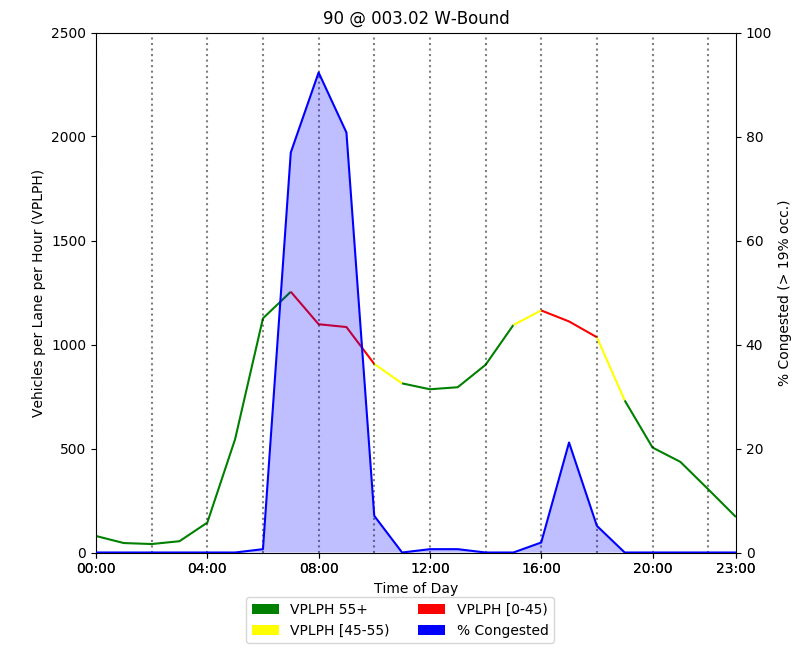 90 @ 003.02 W-Bound
2500
2000
1500
1000
500
0
Vehicles per Lane per Hour (VPLPH)
100
80
60
40
20
0
% Congested (> 19% occ.)
00:00 04:00 08:00 12:00 16:00 20:00 23:00
Time of Day
VPLPH 55+ VPLPH [0-45)
VPLPH [45-55) % Congested